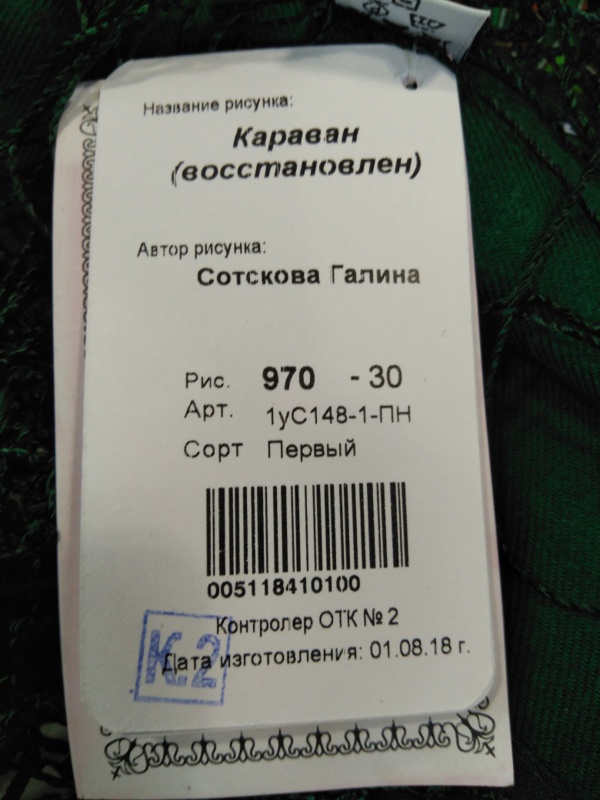 Название рисунка:
Караван
(восстановлен)
Автор рисунка:
Сотскова Галина
Рис. 970 - 30
Арт. 1уС148-1-ПН
Сорт Первый
005118410100
Контролер ОТК № 2
К.2
Дата изготовления: 01.08.18 г.